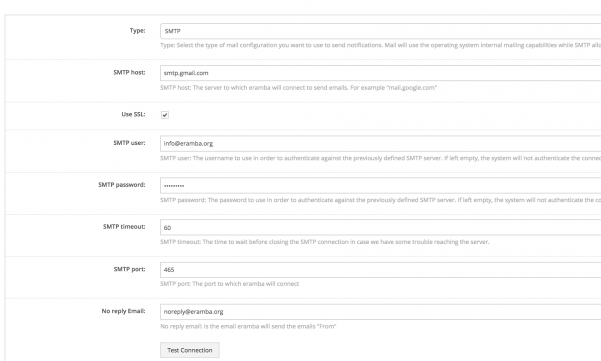 Type:
SMTP
Type: Select the type of mail configuration you want to use to send notifications. Mail will use the operating system internal mailing capabilities while SMTP
SMTP host:
smtp.gmail.com
SMTP host: The server to which eramba will connect to send emails. For example "mail.google.com"
Use SSL:
SMTP user:
info@eramba.org
SMTP user: The username to use in order to authenticate against the previously defined SMTP server. If left empty, the system will not authenticate the
SMTP password:
•••••••••
SMTP password: The password to use in order to authenticate against the previously defined SMTP server. If left empty, the system will not authenticate the
SMTP timeout:
60
SMTP timeout: The time to wait before closing the SMTP connection in case we have some trouble reaching the server.
SMTP port:
465
SMTP port: The port to which eramba will connect
No reply Email:
noreply@eramba.org
No reply email: is the email eramba will send the emails "From"
Test Connection